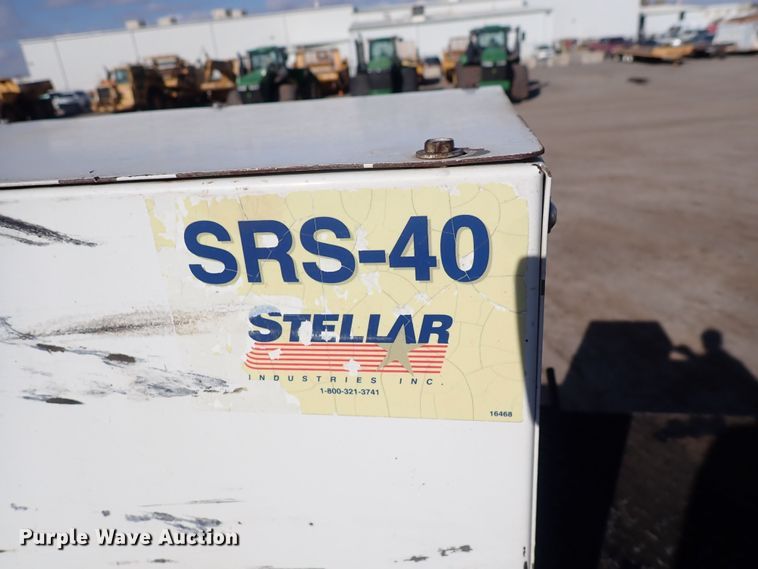 SRS-40
STELLAR
INDUSTRIES INC.
1-800-321-3741
16468
Purple Wave Auction